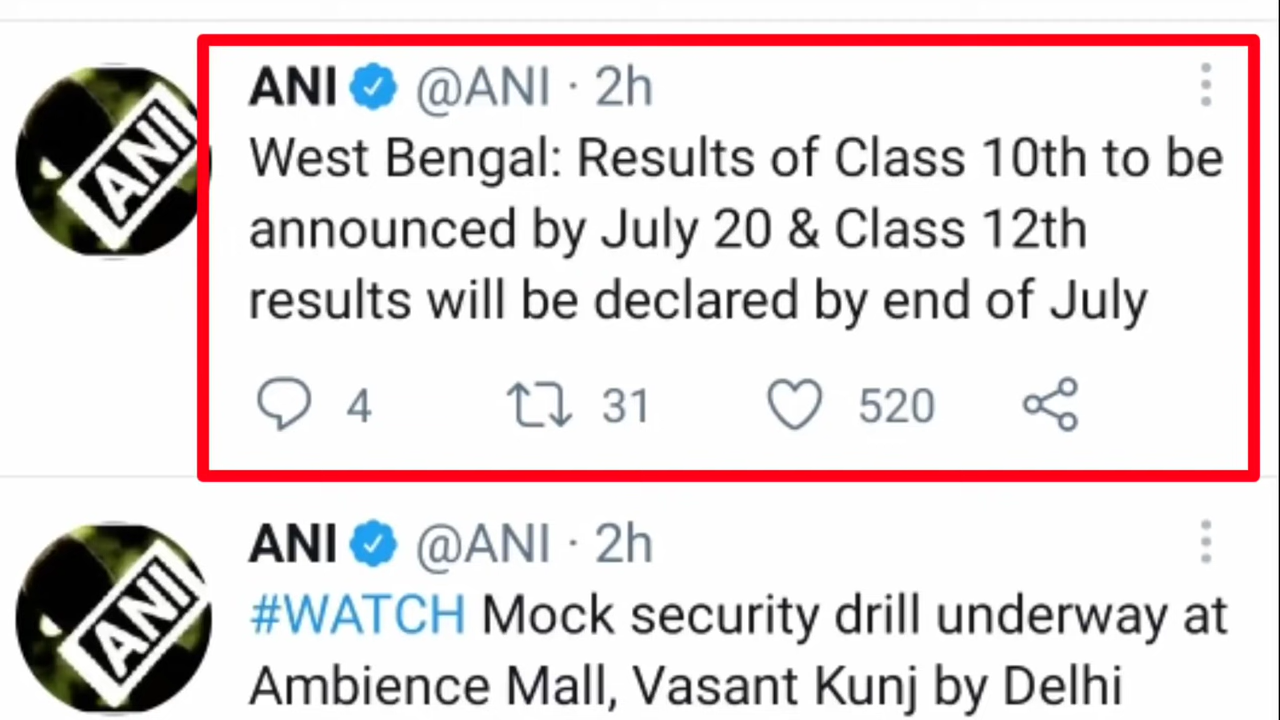 ANI @ANI · 2h
West Bengal: Results of Class 10th to be
announced by July 20 & Class 12th
results will be declared by end of July
4 31 520
ANI
ANI @ANI · 2h
#WATCH Mock security drill underway at
Ambience Mall, Vasant Kunj by Delhi
ANI